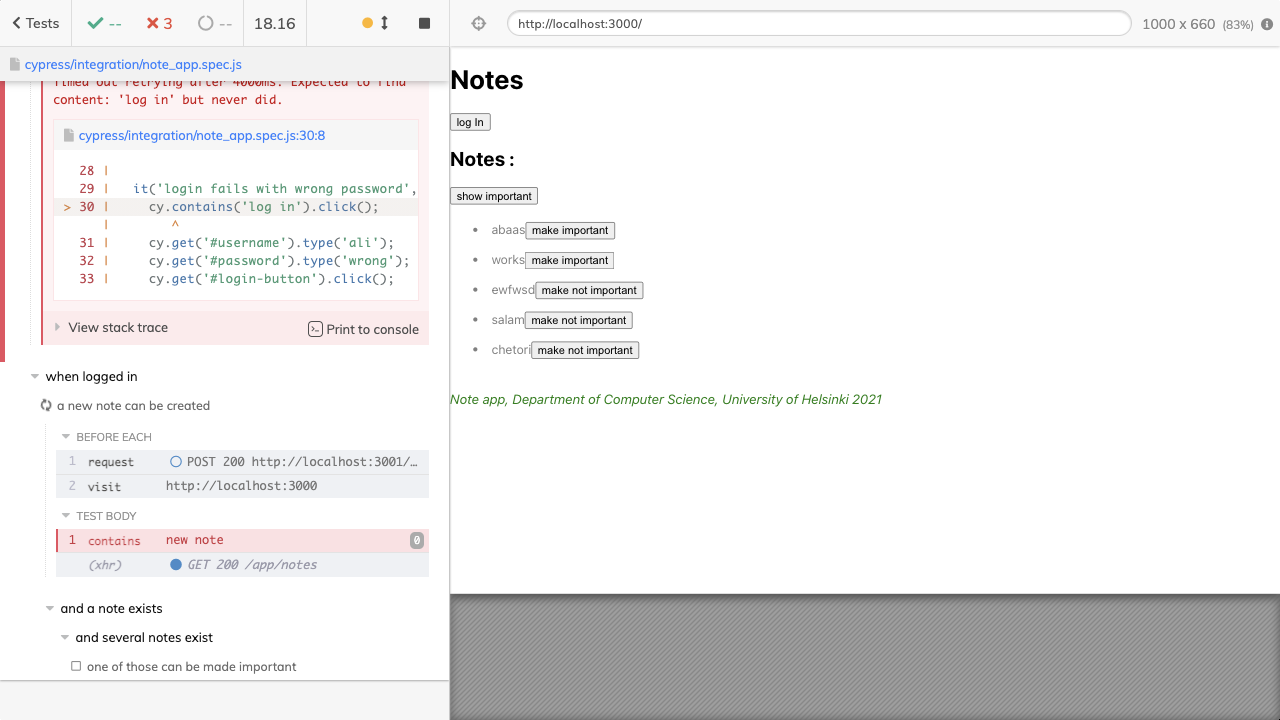 Tests
--
3
--
18.16
http://localhost:3000/
1000 x 660 (83%)
cypress/integration/note_app.spec.js
Timed out retrying after 4000ms: Expected to find
content: 'log in' but never did.
cypress/integration/note_app.spec.js:30:8
28 |
29 | it('login fails with wrong password',
> 30 | cy.contains('log in').click();
| ^
31 | cy.get('#username').type('ali');
32 | cy.get('#password').type('wrong');
33 | cy.get('#login-button').click();
View stack trace
Print to console
when logged in
a new note can be created
BEFORE EACH
1 request POST 200 http://localhost:3001/…
2 visit http://localhost:3000
TEST BODY
1 contains new note 0
(xhr) GET 200 /app/notes
and a note exists
and several notes exist
one of those can be made important
Notes
log In
Notes :
show important
• abaas make important
• works make important
• ewfwsd make not important
• salam make not important
• chetori make not important
Note app, Department of Computer Science, University of Helsinki 2021